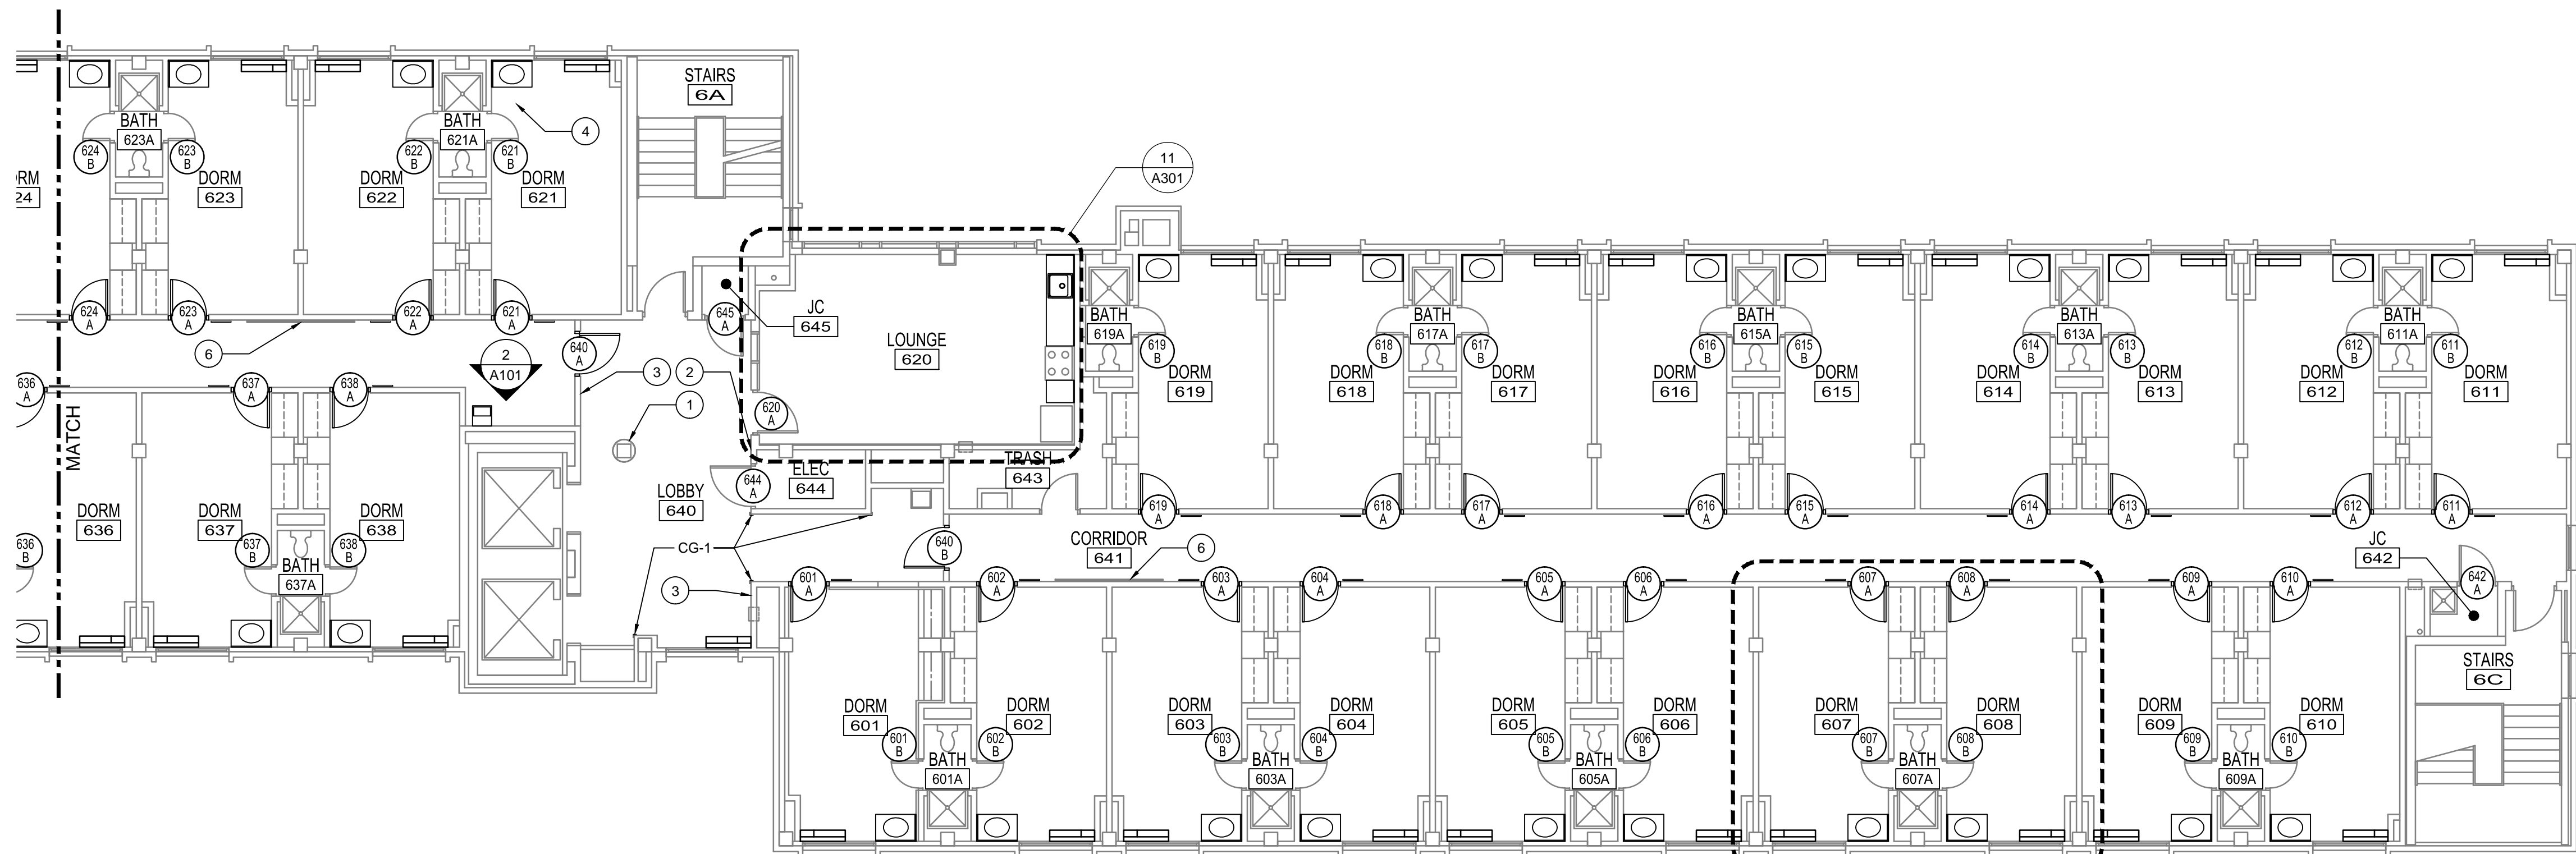 STAIRS
6A
11
A301
BATH
623A
BATH
621A
4
624
B
623
B
622
B
621
B
DORM
623
DORM
622
DORM
621
624
A
623
A
622
A
621
A
645
A
JC
645
LOUNGE
620
6
2
A101
640
A
3
2
1
620
A
636
A
637
A
638
A
MATCH
BATH
619A
BATH
617A
BATH
615A
BATH
613A
BATH
611A
619
B
618
B
617
B
616
B
615
B
614
B
613
B
612
B
611
B
DORM
619
DORM
618
DORM
617
DORM
616
DORM
615
DORM
614
DORM
613
DORM
612
DORM
611
ELEC
644
TRASH
643
644
A
LOBBY
640
DORM
636
DORM
637
DORM
638
636
B
637
B
638
B
BATH
637A
619
A
618
A
617
A
616
A
615
A
614
A
613
A
612
A
611
A
CG-1
640
B
CORRIDOR
641
6
JC
642
3
601
A
602
A
603
A
604
A
605
A
606
A
607
A
608
A
609
A
610
A
642
A
STAIRS
6C
DORM
601
DORM
602
DORM
603
DORM
604
DORM
605
DORM
606
DORM
607
DORM
608
DORM
609
DORM
610
601
B
602
B
603
B
604
B
605
B
606
B
607
B
608
B
609
B
610
B
BATH
601A
BATH
603A
BATH
605A
BATH
607A
BATH
609A